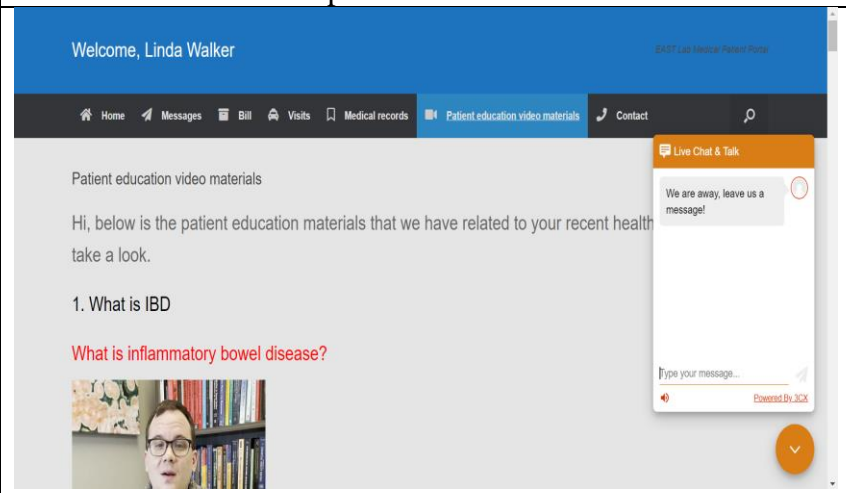 Welcome, Linda Walker
EAST Lab Medical Patient Portal
Home Messages Bill Visits Medical records Patient education video materials Contact
Live Chat & Talk
We are away, leave us a
message!
Patient education video materials
Hi, below is the patient education materials that we have related to your recent health
take a look.
1. What is IBD
What is inflammatory bowel disease?
Type your message...
Powered By 3CX